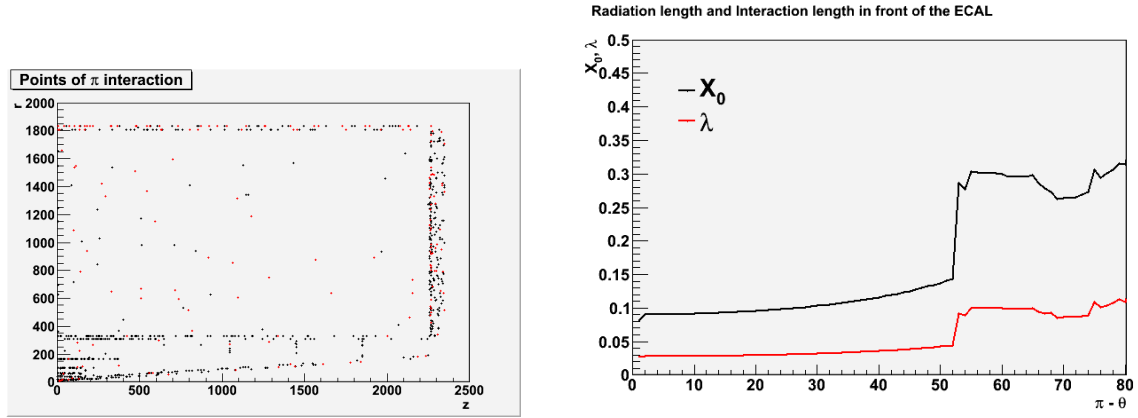 Radiation length and Interaction length in front of the ECAL
Points of π interaction
r
2000
1800
1600
1400
1200
1000
800
600
400
200
0
0 500 1000 1500 2000 2500
z
X0, λ
0.5
0.45
0.4
0.35
0.3
0.25
0.2
0.15
0.1
0.05
0
X0
λ
0 10 20 30 40 50 60 70 80
π - θ